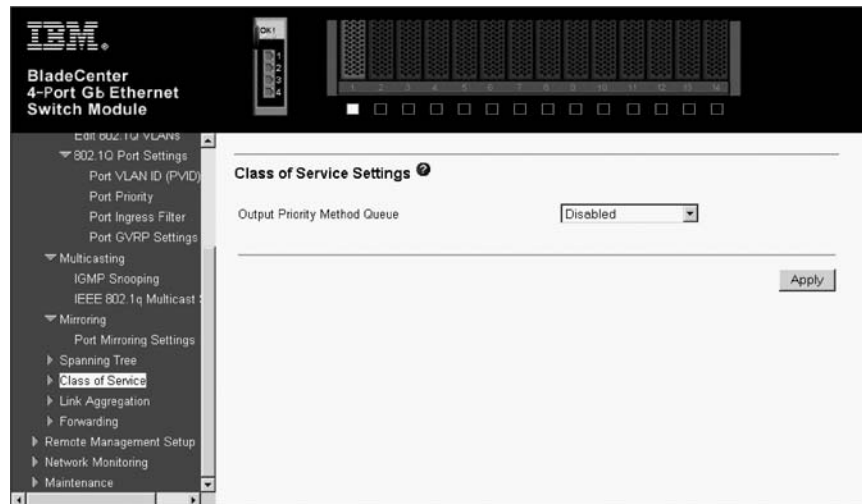 IBM.
OK!
1
2
3
4
1 2 3 4 5 6 7 8 9 10 11 12 13 14
BladeCenter
4-Port Gb Ethernet
Switch Module
Edit 802.1Q VLANs
802.1Q Port Settings
Port VLAN ID (PVID)
Port Priority
Port Ingress Filter
Port GVRP Settings
Multicasting
IGMP Snooping
IEEE 802.1q Multicast
Mirroring
Port Mirroring Settings
Spanning Tree
Class of Service
Link Aggregation
Forwarding
Remote Management Setup
Network Monitoring
Maintenance
Class of Service Settings ?
Output Priority Method Queue Disabled
Apply